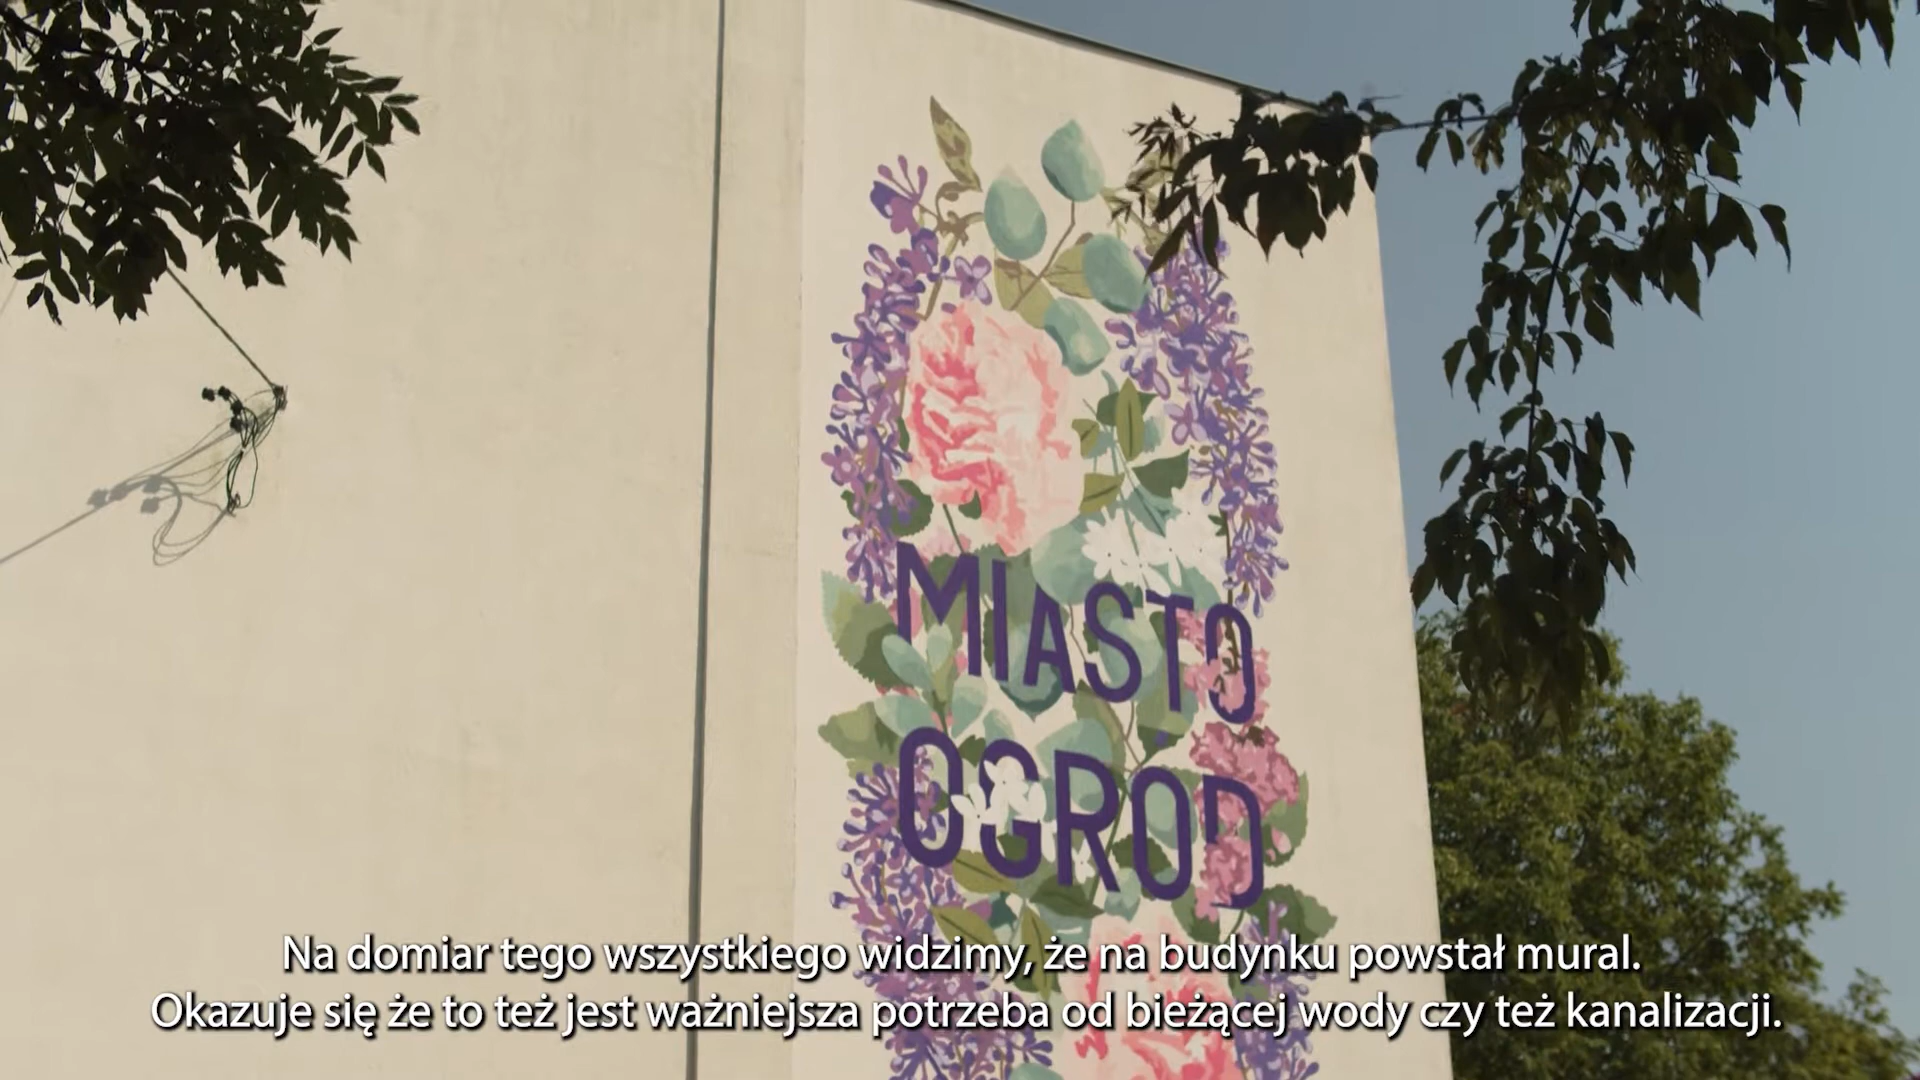 MIASTO
OGROD
Na domiar tego wszystkiego widzimy, że na budynku powstał mural.
Okazuje się że to też jest ważniejsza potrzeba od bieżącej wody czy też kanalizacji.